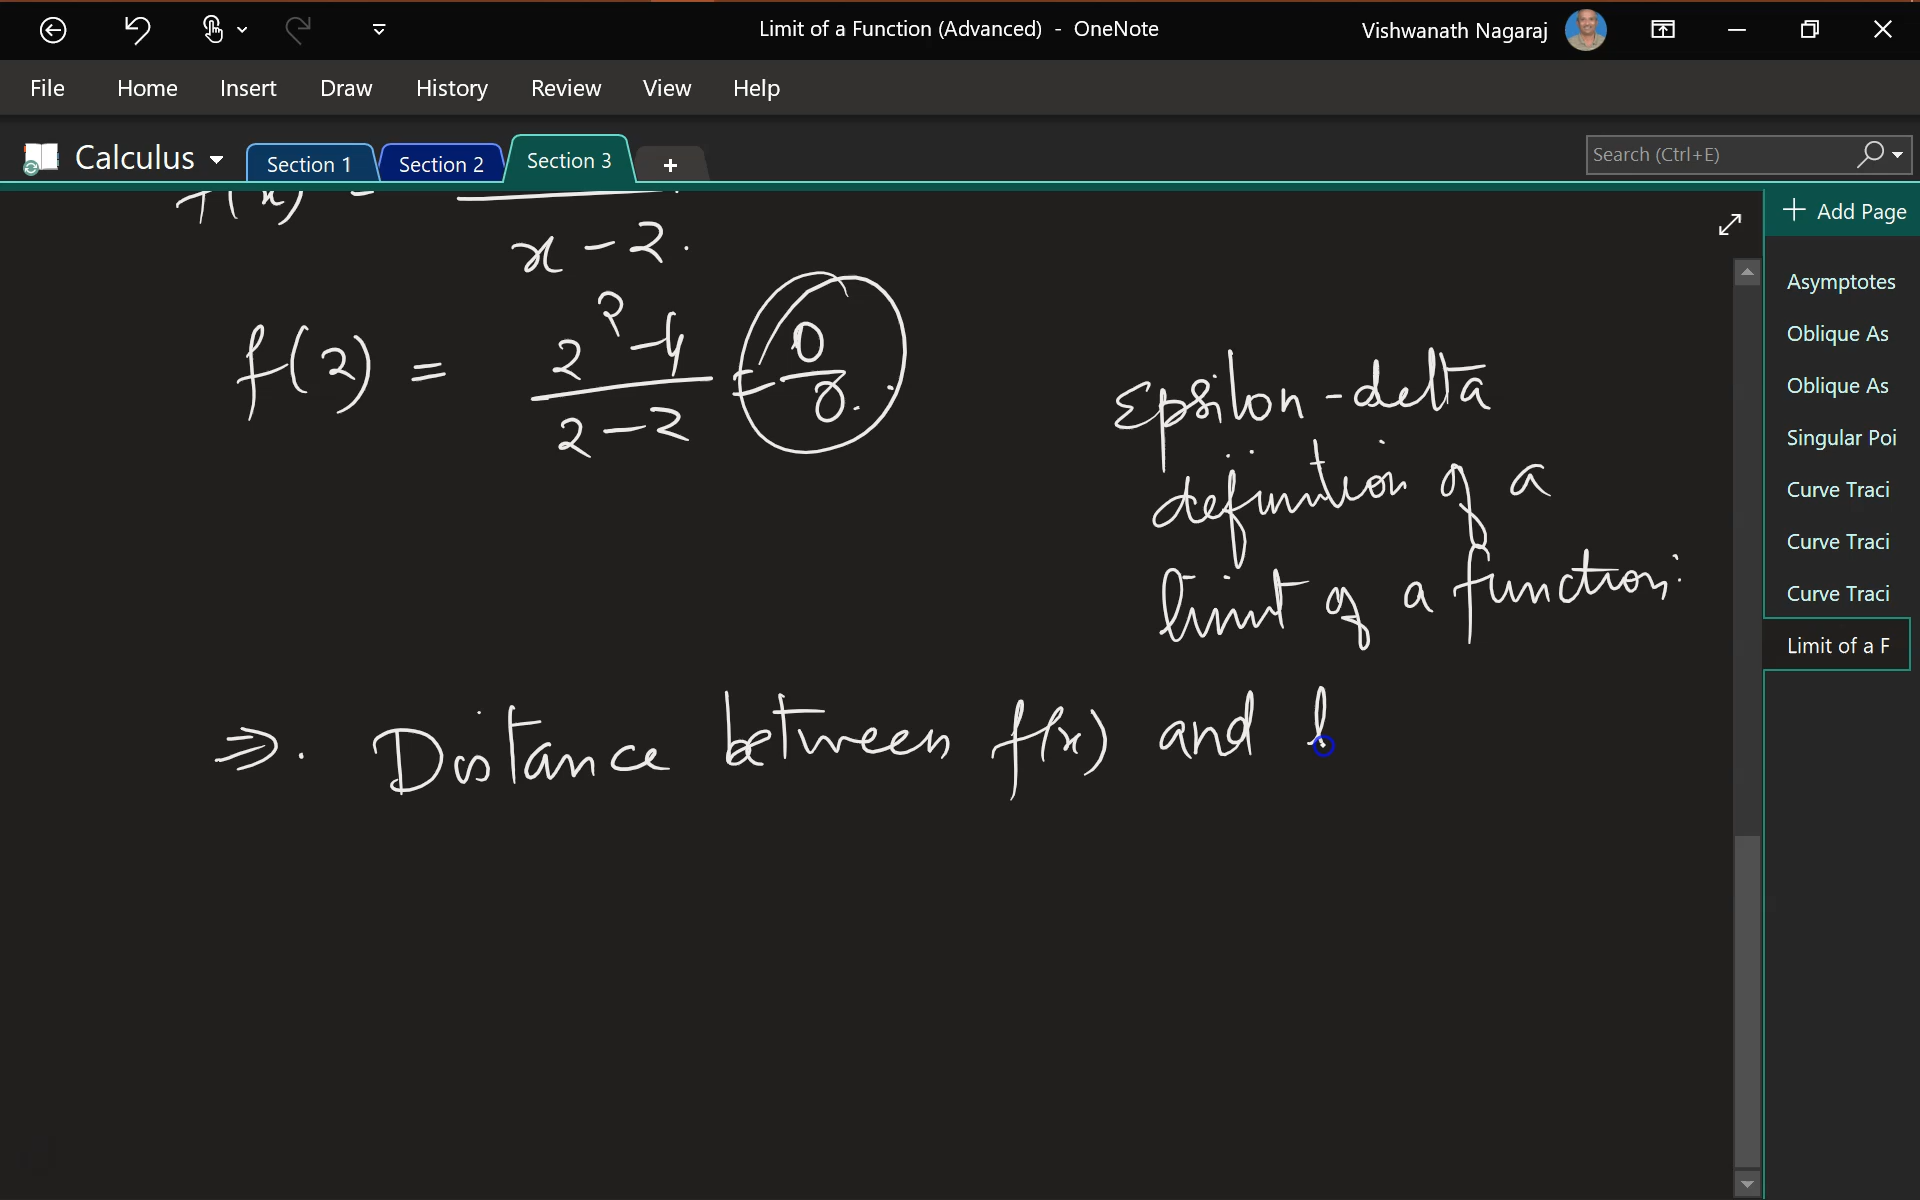 Limit of a Function (Advanced) - OneNote
Vishwanath Nagaraj
File Home Insert Draw History Review View Help
Calculus Section 1 Section 2 Section 3 +
Search (Ctrl+E)
+ Add Page
f(x) =
x - 2.
f(2) = 2² - 4 / 2 - 2 = 0 / 0.
Epsilon-delta
definition of a
limit of a function:
⇒. Distance between f(x) and l
Asymptotes
Oblique As
Oblique As
Singular Poi
Curve Traci
Curve Traci
Curve Traci
Limit of a F